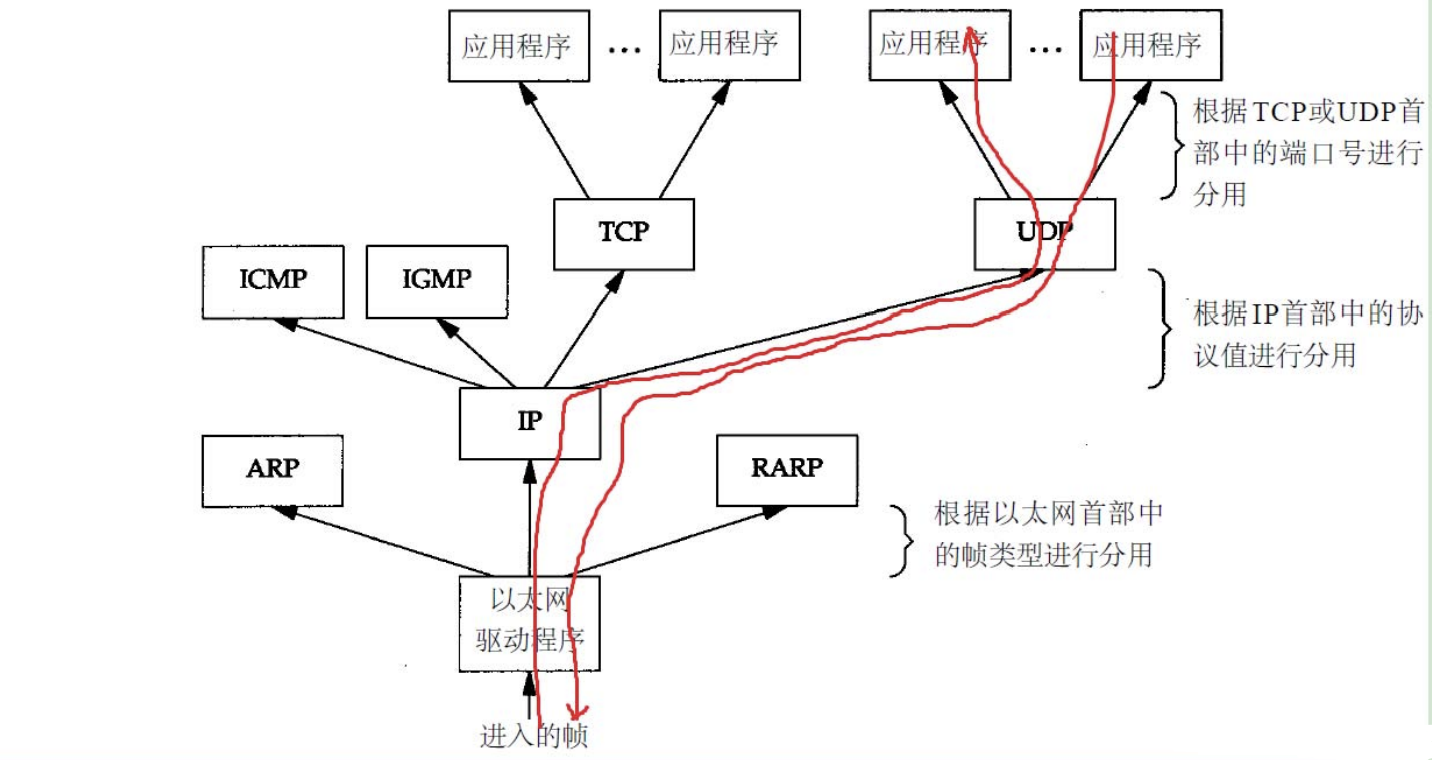 应用程序 ··· 应用程序 应用程序 ··· 应用程序
根据TCP或UDP首
部中的端口号进行
分用
TCP
UDP
ICMP
IGMP
根据IP首部中的协
议值进行分用
IP
ARP
RARP
根据以太网首部中
的帧类型进行分用
以太网
驱动程序
进入的帧